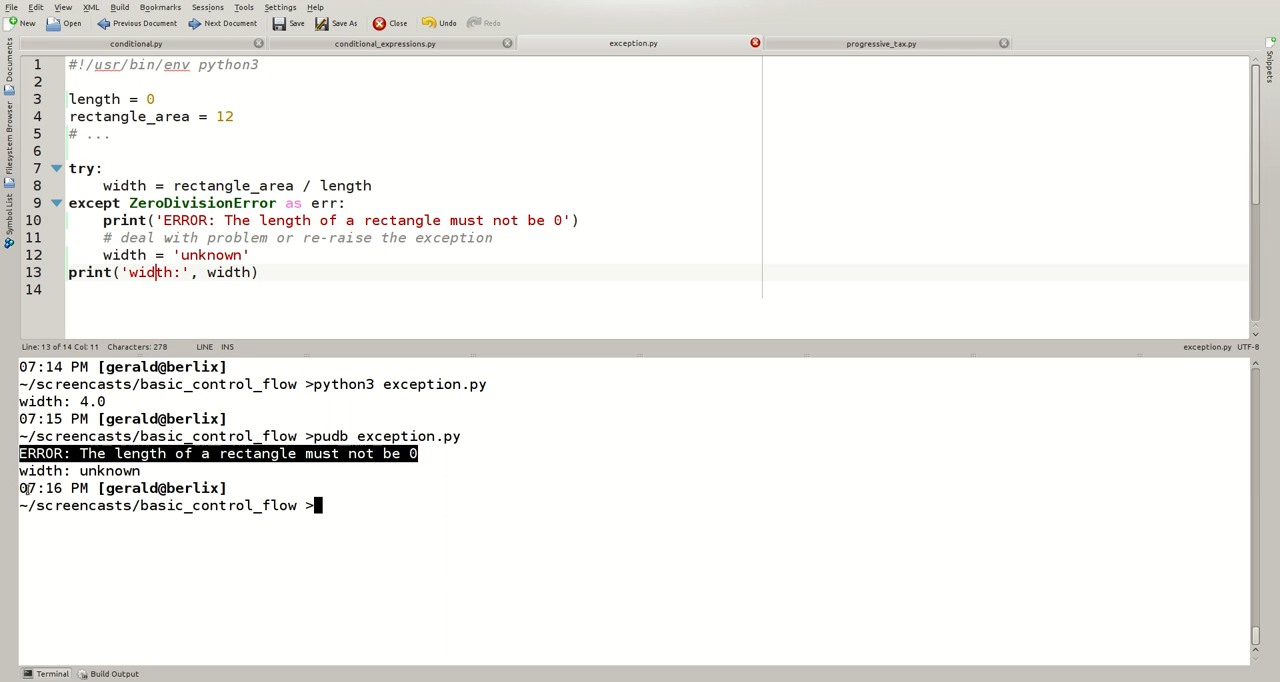 File Edit View XML Build Bookmarks Sessions Tools Settings Help
New Open Previous Document Next Document Save Save As Close Undo Redo
conditional.py conditional_expressions.py exception.py progressive_tax.py
Documents
Filesystem Browser
Symbol List
Snippets
1 #!/usr/bin/env python3
2
3 length = 0
4 rectangle_area = 12
5 # ...
6
7 try:
8 width = rectangle_area / length
9 except ZeroDivisionError as err:
10 print('ERROR: The length of a rectangle must not be 0')
11 # deal with problem or re-raise the exception
12 width = 'unknown'
13 print('width:', width)
14
Line: 13 of 14 Col: 11 Characters: 278 LINE INS exception.py UTF-8
07:14 PM [gerald@berlix]
~/screencasts/basic_control_flow >python3 exception.py
width: 4.0
07:15 PM [gerald@berlix]
~/screencasts/basic_control_flow >pudb exception.py
ERROR: The length of a rectangle must not be 0
width: unknown
07:16 PM [gerald@berlix]
~/screencasts/basic_control_flow >
Terminal Build Output